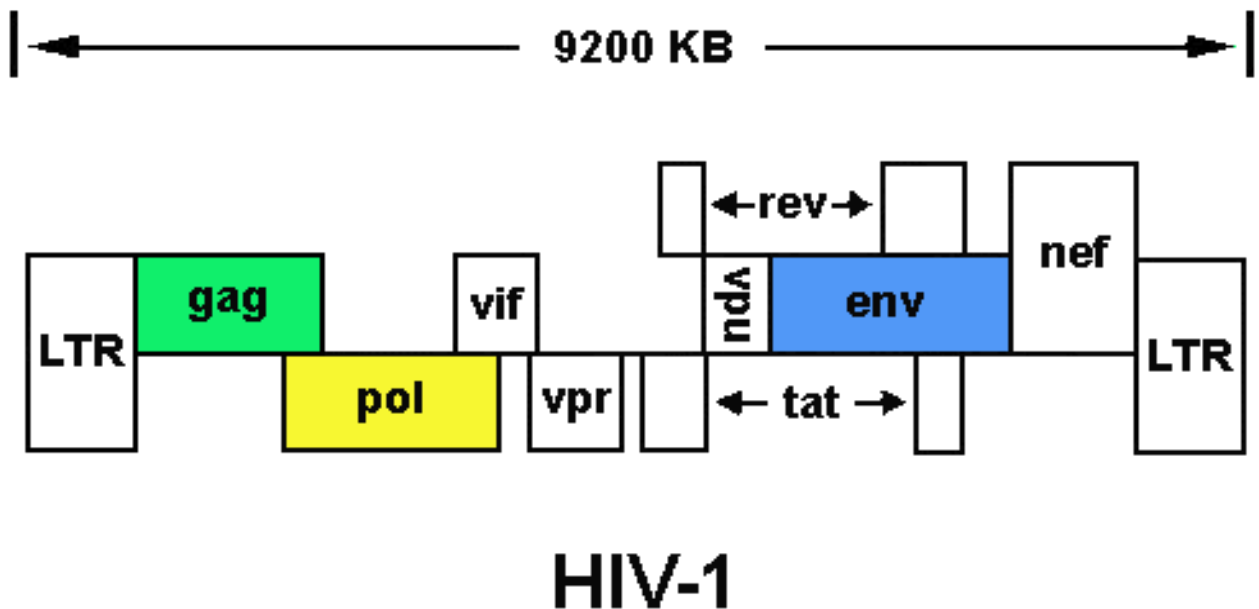 9200 KB
rev
nef
gag
vif
vpu
env
LTR
LTR
pol
vpr
tat
HIV-1